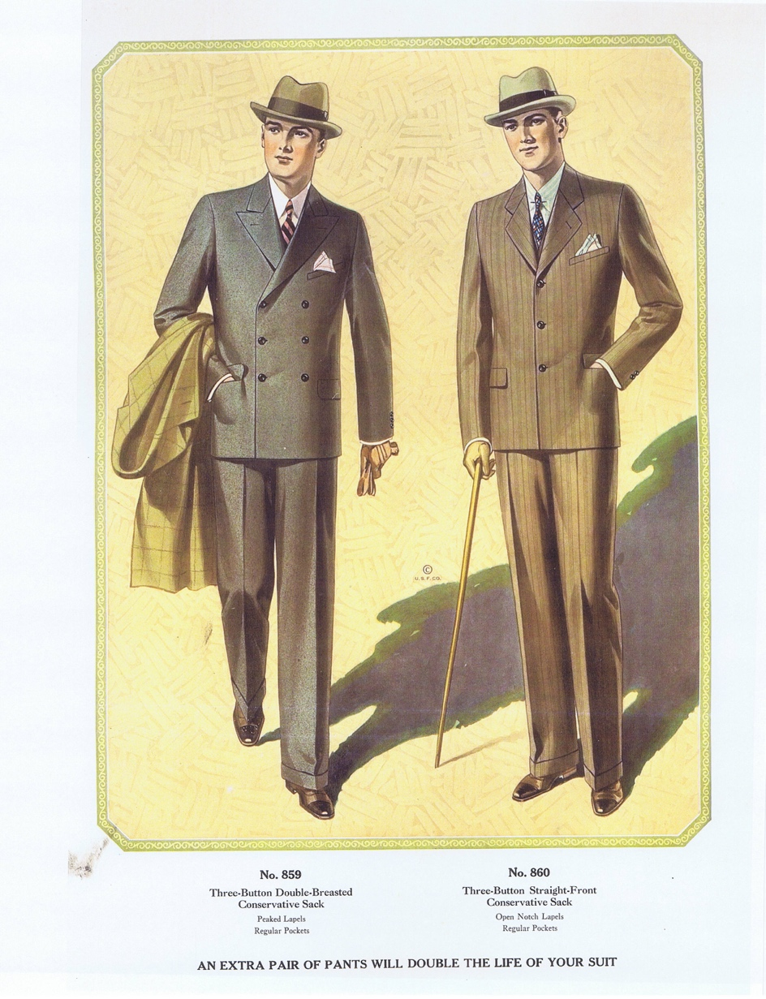 ©
U.S.F.CO.
No. 859
Three-Button Double-Breasted
Conservative Sack
Peaked Lapels
Regular Pockets
No. 860
Three-Button Straight-Front
Conservative Sack
Open Notch Lapels
Regular Pockets
AN EXTRA PAIR OF PANTS WILL DOUBLE THE LIFE OF YOUR SUIT